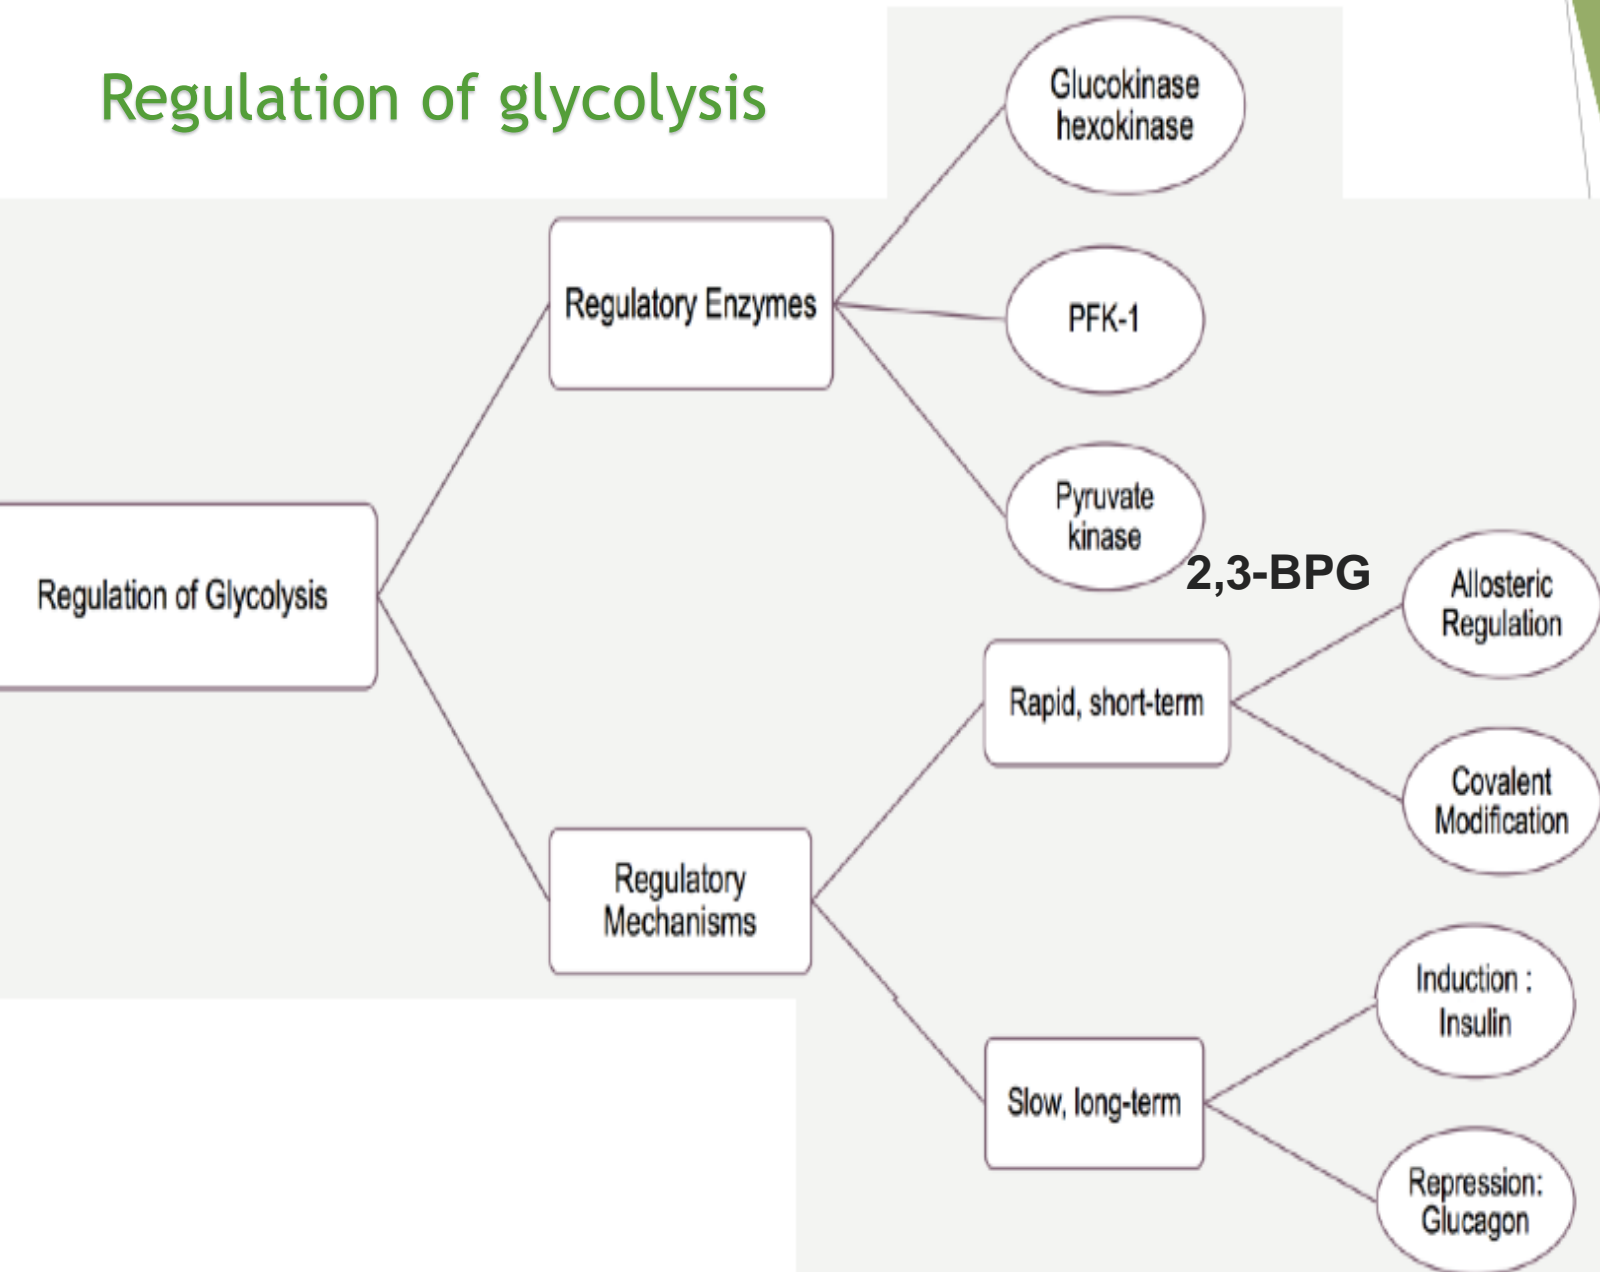 Regulation of glycolysis
Glucokinase
hexokinase
Regulatory Enzymes
PFK-1
Pyruvate
kinase
2,3-BPG
Allosteric
Regulation
Regulation of Glycolysis
Rapid, short-term
Covalent
Modification
Regulatory
Mechanisms
Induction :
Insulin
Slow, long-term
Repression:
Glucagon